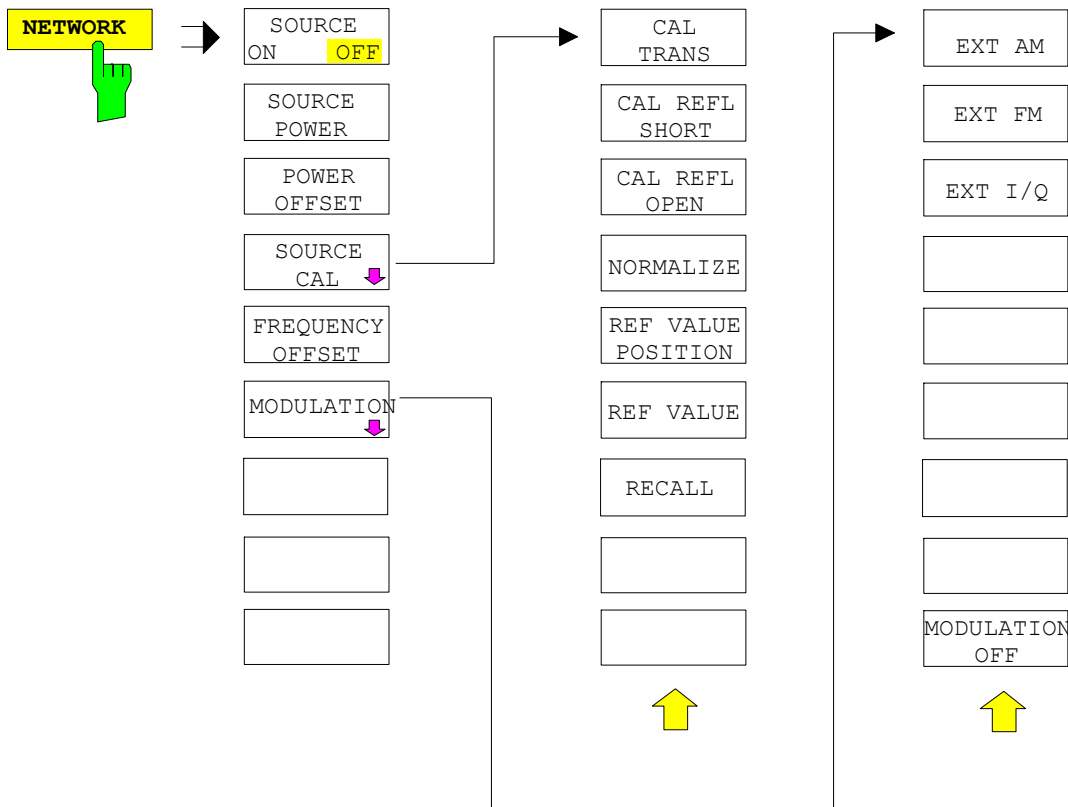 NETWORK
SOURCE
ON OFF
SOURCE
POWER
POWER
OFFSET
SOURCE
CAL
FREQUENCY
OFFSET
MODULATION
CAL
TRANS
CAL REFL
SHORT
CAL REFL
OPEN
NORMALIZE
REF VALUE
POSITION
REF VALUE
RECALL
EXT AM
EXT FM
EXT I/Q
MODULATION
OFF